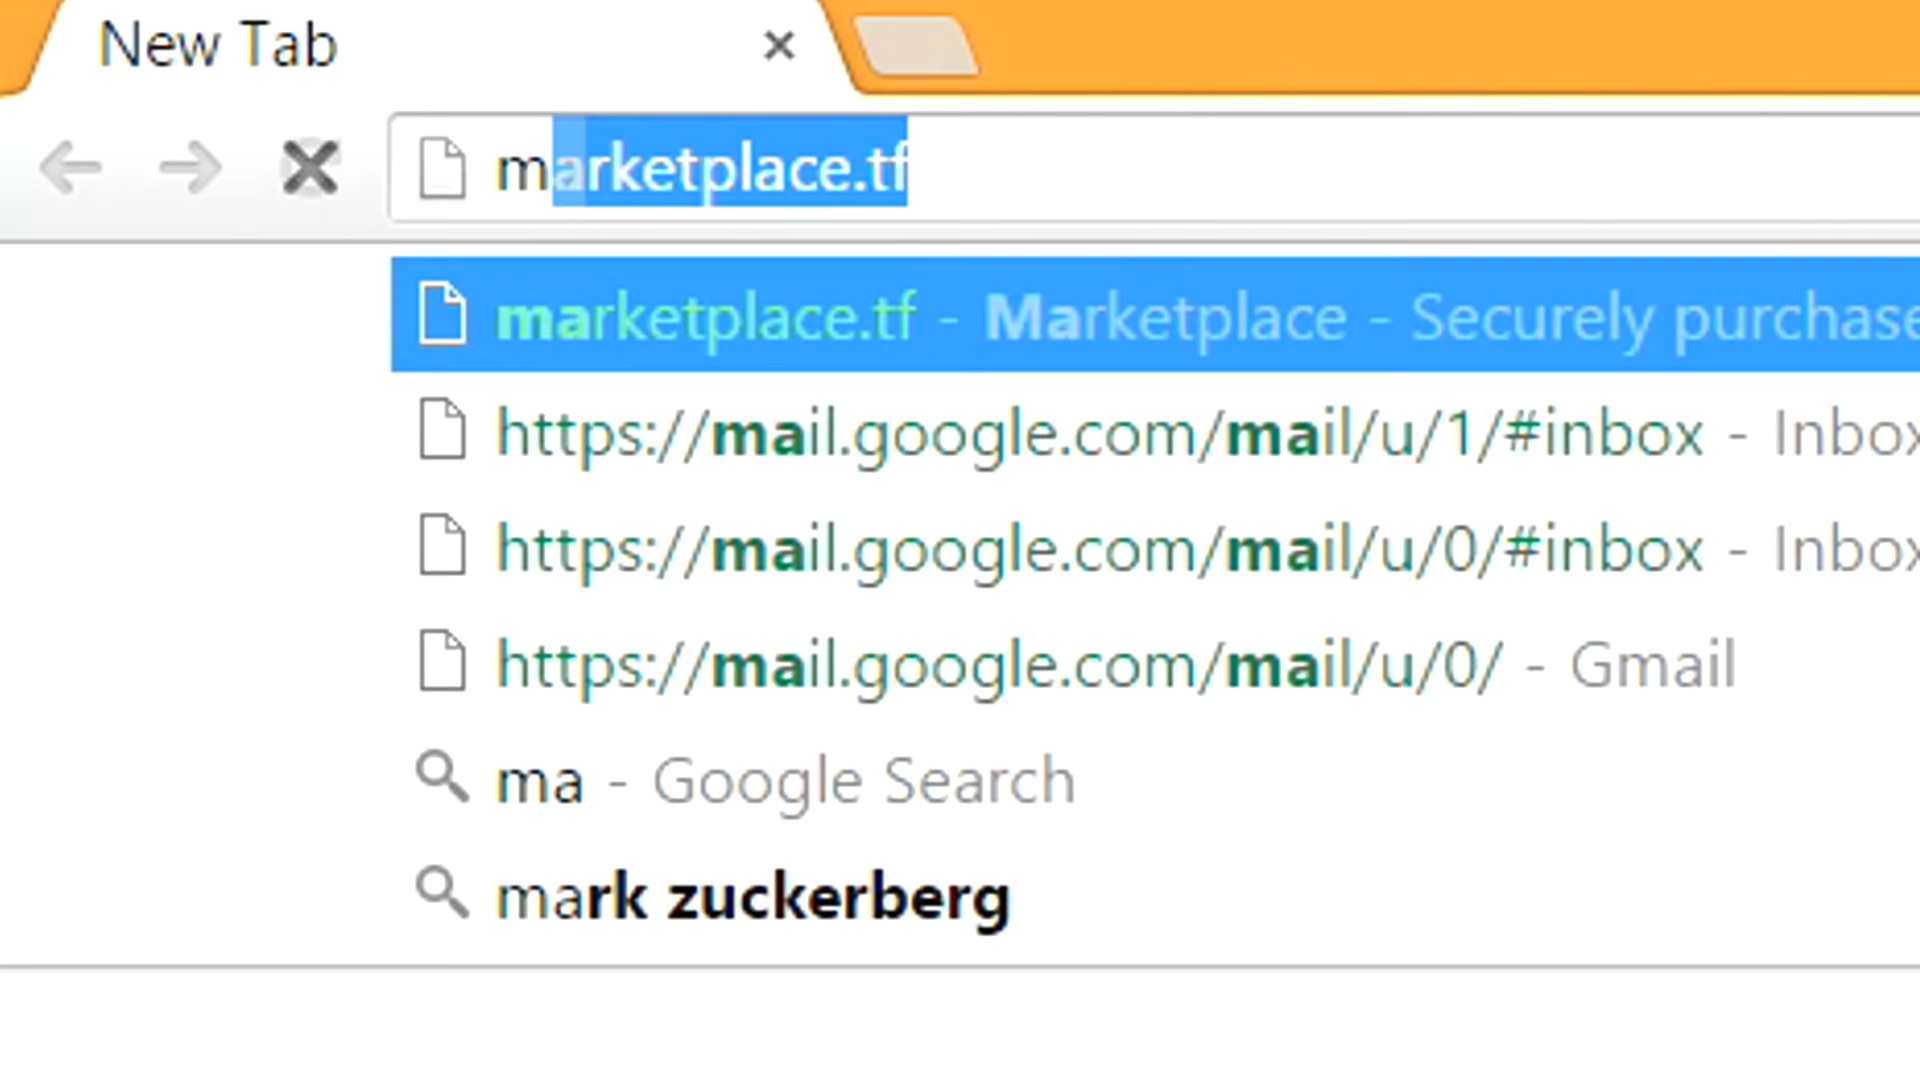 New Tab
marketplace.tf
marketplace.tf - Marketplace - Securely purchase
https://mail.google.com/mail/u/1/#inbox - Inbox
https://mail.google.com/mail/u/0/#inbox - Inbox
https://mail.google.com/mail/u/0/ - Gmail
ma - Google Search
mark zuckerberg